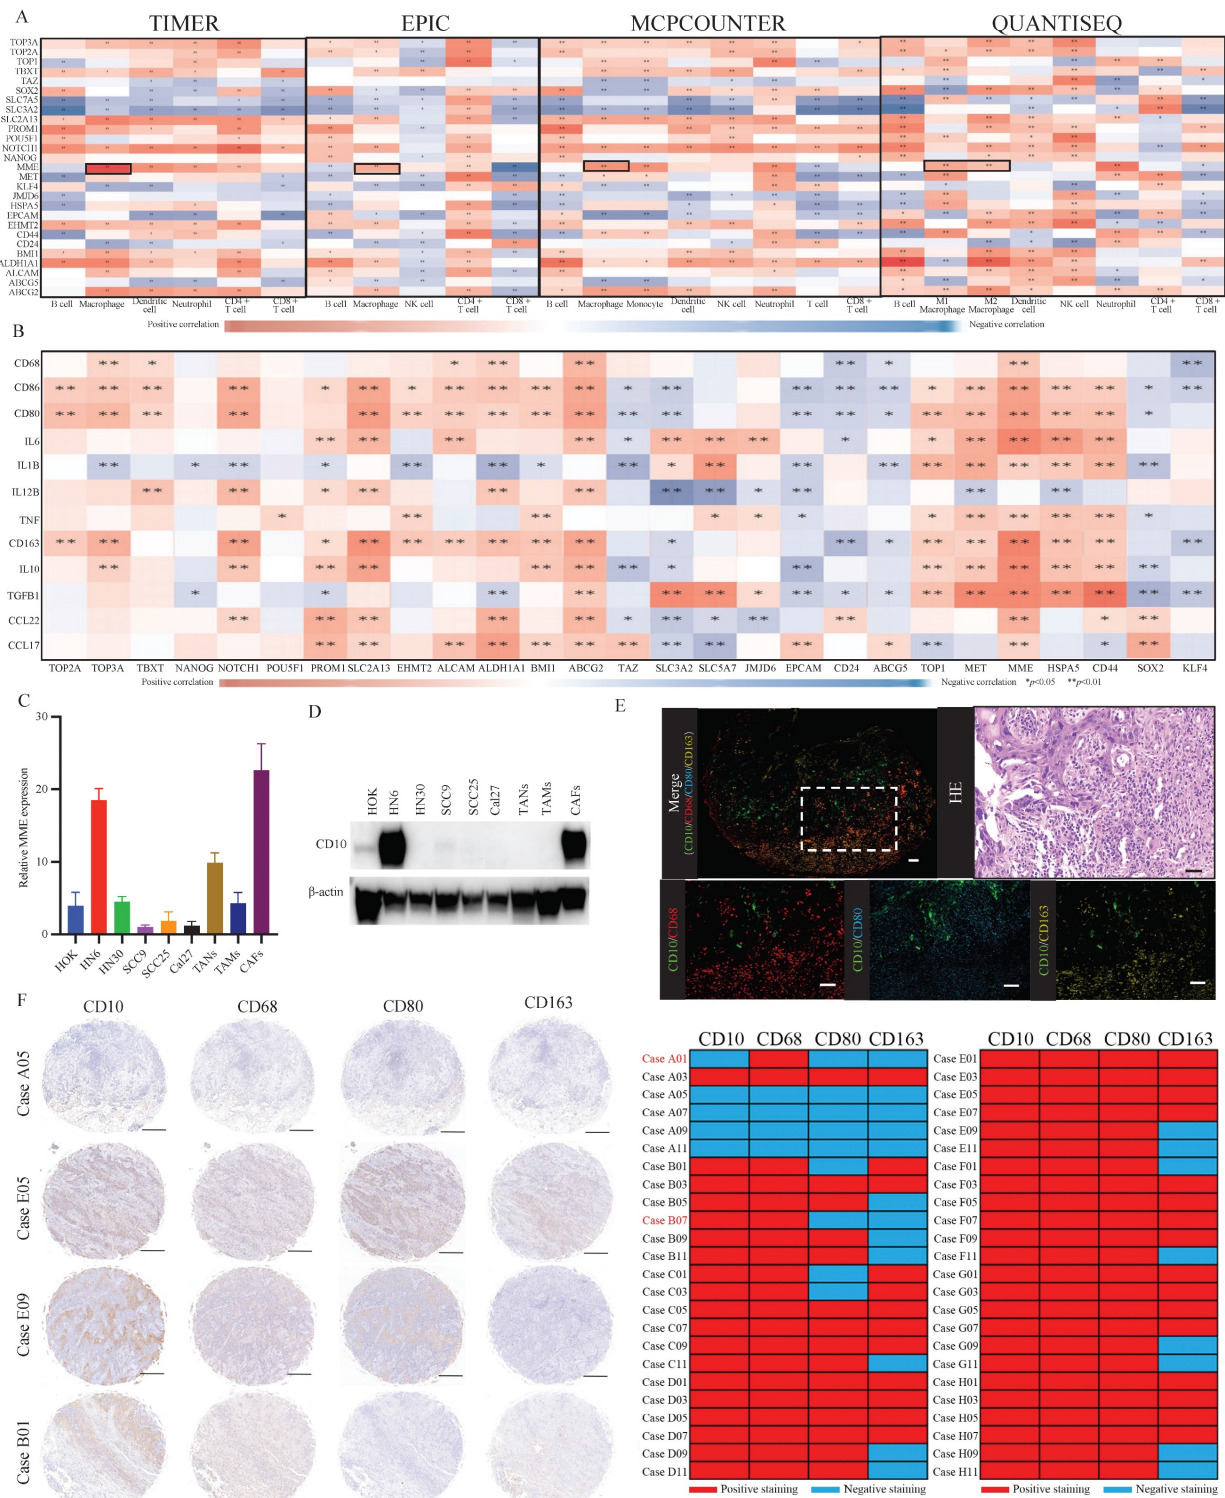 A
TIMER
EPIC
MCPCOUNTER
QUANTISEQ
TOP3A
TOP2A
TOP1
TBXT
TAZ
SOX2
SLC7A5
SLC3A2
SLC2A13
PROM1
POU5F1
NOTCH1
NANOG
MME
MET
KLF4
JMJD6
HSPA5
EPCAM
EHMT2
CD44
CD24
BMI1
ALDH1A1
ALCAM
ABCG5
ABCG2
B cell Macrophage Dendritic cell Neutrophil CD4 + T cell CD8 + T cell
B cell Macrophage NK cell CD4 + T cell CD8 + T cell
B cell Macrophage Monocyte Dendritic cell NK cell Neutrophil T cell CD8 + T cell
B cell M1 Macrophage M2 Macrophage Dendritic cell NK cell Neutrophil CD4 + T cell CD8 + T cell
Positive correlation Negative correlation
B
CD68
CD86
CD80
IL6
IL1B
IL12B
TNF
CD163
IL10
TGFB1
CCL22
CCL17
TOP2A TOP3A TBXT NANOG NOTCH1 POU5F1 PROM1 SLC2A13 EHMT2 ALCAM ALDH1A1 BMI1 ABCG2 TAZ SLC3A2 SLC5A7 JMJD6 EPCAM CD24 ABCG5 TOP1 MET MME HSPA5 CD44 SOX2 KLF4
Positive correlation Negative correlation *p<0.05 **p<0.01
C
Relative MME expression
30
20
10
0
HOK HN6 HN30 SCC9 SCC25 Cal27 TANs TAMs CAFs
D
HOK HN6 HN30 SCC9 SCC25 Cal27 TANs TAMs CAFs
CD10
β-actin
E
Merge
(CD10/CD68/CD80/CD163)
HE
CD10/CD68
CD10/CD80
CD10/CD163
F
CD10 CD68 CD80 CD163
Case A05
Case E05
Case E09
Case B01
CD10 CD68 CD80 CD163
Case A01
Case A03
Case A05
Case A07
Case A09
Case A11
Case B01
Case B03
Case B05
Case B07
Case B09
Case B11
Case C01
Case C03
Case C05
Case C07
Case C09
Case C11
Case D01
Case D03
Case D05
Case D07
Case D09
Case D11
Positive staining Negative staining
CD10 CD68 CD80 CD163
Case E01
Case E03
Case E05
Case E07
Case E09
Case E11
Case F01
Case F03
Case F05
Case F07
Case F09
Case F11
Case G01
Case G03
Case G05
Case G07
Case G09
Case G11
Case H01
Case H03
Case H05
Case H07
Case H09
Case H11
Positive staining Negative staining